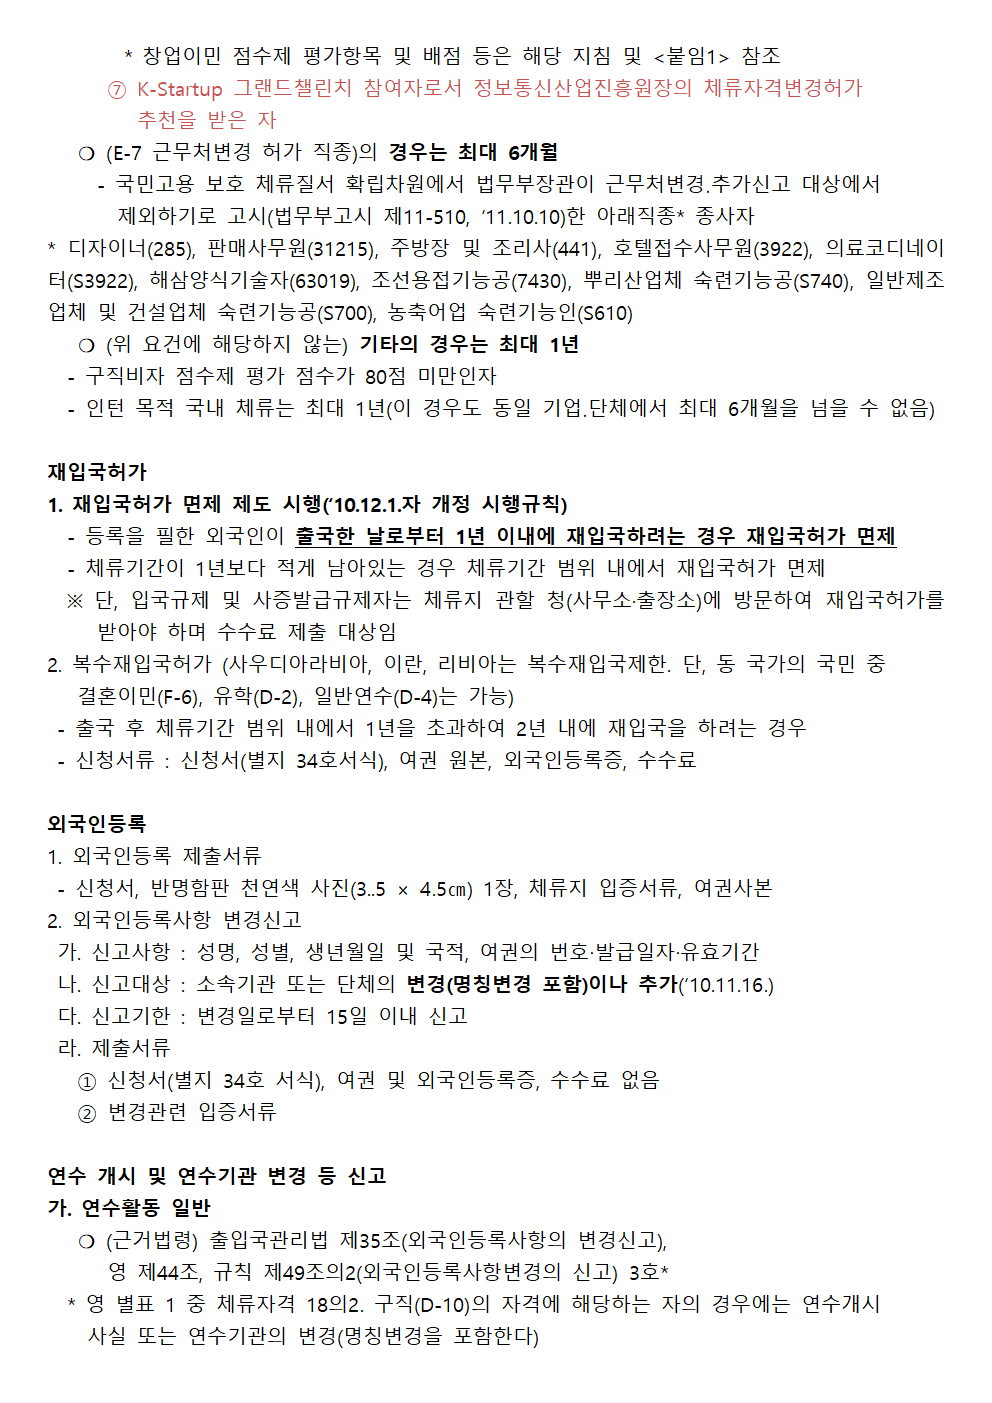 * 창업이민 점수제 평가항목 및 배점 등은 해당 지침 및 <붙임1> 참조
⑦ K-Startup 그랜드챌린치 참여자로서 정보통신산업진흥원장의 체류자격변경허가
추천을 받은 자
❍ (E-7 근무처변경 허가 직종)의 경우는 최대 6개월
- 국민고용 보호 체류질서 확립차원에서 법무부장관이 근무처변경.추가신고 대상에서
제외하기로 고시(법무부고시 제11-510, ‘11.10.10)한 아래직종* 종사자
* 디자이너(285), 판매사무원(31215), 주방장 및 조리사(441), 호텔접수사무원(3922), 의료코디네이
터(S3922), 해삼양식기술자(63019), 조선용접기능공(7430), 뿌리산업체 숙련기능공(S740), 일반제조
업체 및 건설업체 숙련기능공(S700), 농축어업 숙련기능인(S610)
❍ (위 요건에 해당하지 않는) 기타의 경우는 최대 1년
- 구직비자 점수제 평가 점수가 80점 미만인자
- 인턴 목적 국내 체류는 최대 1년(이 경우도 동일 기업.단체에서 최대 6개월을 넘을 수 없음)
재입국허가
1. 재입국허가 면제 제도 시행(‘10.12.1.자 개정 시행규칙)
- 등록을 필한 외국인이 출국한 날로부터 1년 이내에 재입국하려는 경우 재입국허가 면제
- 체류기간이 1년보다 적게 남아있는 경우 체류기간 범위 내에서 재입국허가 면제
※ 단, 입국규제 및 사증발급규제자는 체류지 관할 청(사무소·출장소)에 방문하여 재입국허가를
받아야 하며 수수료 제출 대상임
2. 복수재입국허가 (사우디아라비아, 이란, 리비아는 복수재입국제한. 단, 동 국가의 국민 중
결혼이민(F-6), 유학(D-2), 일반연수(D-4)는 가능)
- 출국 후 체류기간 범위 내에서 1년을 초과하여 2년 내에 재입국을 하려는 경우
- 신청서류 : 신청서(별지 34호서식), 여권 원본, 외국인등록증, 수수료
외국인등록
1. 외국인등록 제출서류
- 신청서, 반명함판 천연색 사진(3..5 × 4.5㎝) 1장, 체류지 입증서류, 여권사본
2. 외국인등록사항 변경신고
가. 신고사항 : 성명, 성별, 생년월일 및 국적, 여권의 번호·발급일자·유효기간
나. 신고대상 : 소속기관 또는 단체의 변경(명칭변경 포함)이나 추가(‘10.11.16.)
다. 신고기한 : 변경일로부터 15일 이내 신고
라. 제출서류
① 신청서(별지 34호 서식), 여권 및 외국인등록증, 수수료 없음
② 변경관련 입증서류
연수 개시 및 연수기관 변경 등 신고
가. 연수활동 일반
❍ (근거법령) 출입국관리법 제35조(외국인등록사항의 변경신고),
영 제44조, 규칙 제49조의2(외국인등록사항변경의 신고) 3호*
* 영 별표 1 중 체류자격 18의2. 구직(D-10)의 자격에 해당하는 자의 경우에는 연수개시
사실 또는 연수기관의 변경(명칭변경을 포함한다)